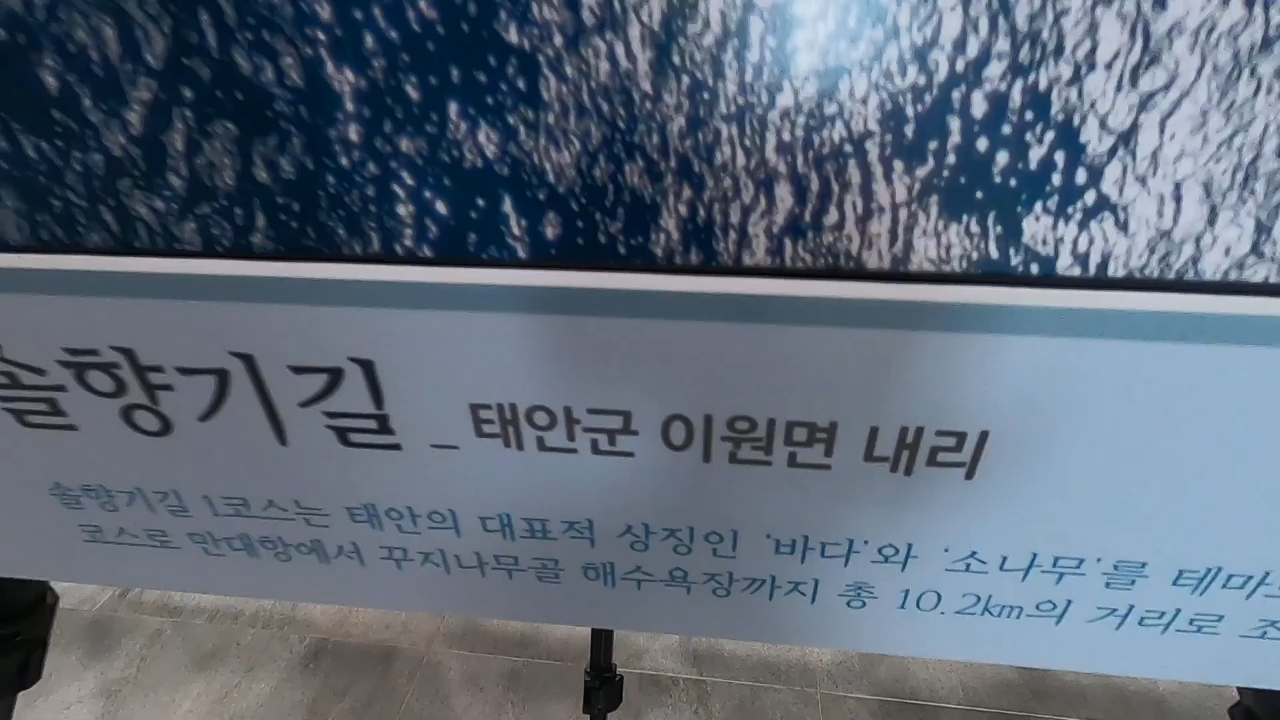 솔향기길 _ 태안군 이원면 내리
솔향기길 1코스는 태안의 대표적 상징인 '바다'와 '소나무'를 테마
코스로 만대항에서 꾸지나무골 해수욕장까지 총 10.2km의 거리로